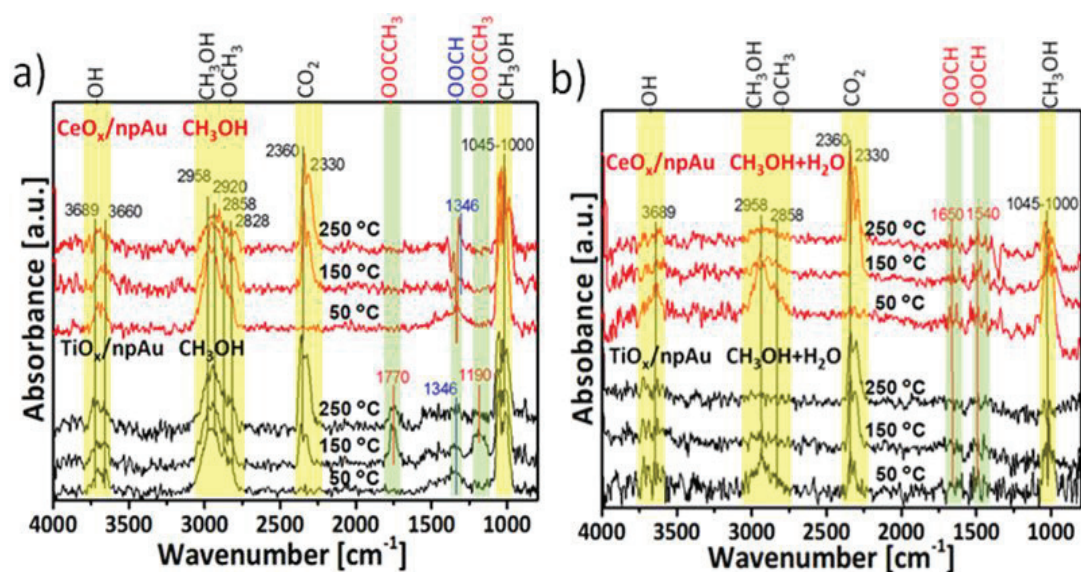 a)
OH
CH3OH
OCH3
CO2
OOCCH3
OOCH
OOCCH3
CH3OH
CeOx/npAu CH3OH
2360
2330
1045-1000
2958
2920
2858
2828
3689
3660
1346
250 °C
150 °C
50 °C
TiOx/npAu CH3OH
1770
1346
1190
250 °C
150 °C
50 °C
Absorbance [a.u.]
4000 3500 3000 2500 2000 1500 1000
Wavenumber [cm-1]
b)
OH
CH3OH
OCH3
CO2
OOCH
OOCH
CH3OH
2360
2330
CeOx/npAu CH3OH+H2O
3689
2958
2858
1650
1540
1045-1000
250 °C
150 °C
50 °C
TiOx/npAu CH3OH+H2O
250 °C
150 °C
50 °C
Absorbance [a.u.]
4000 3500 3000 2500 2000 1500 1000
Wavenumber [cm-1]